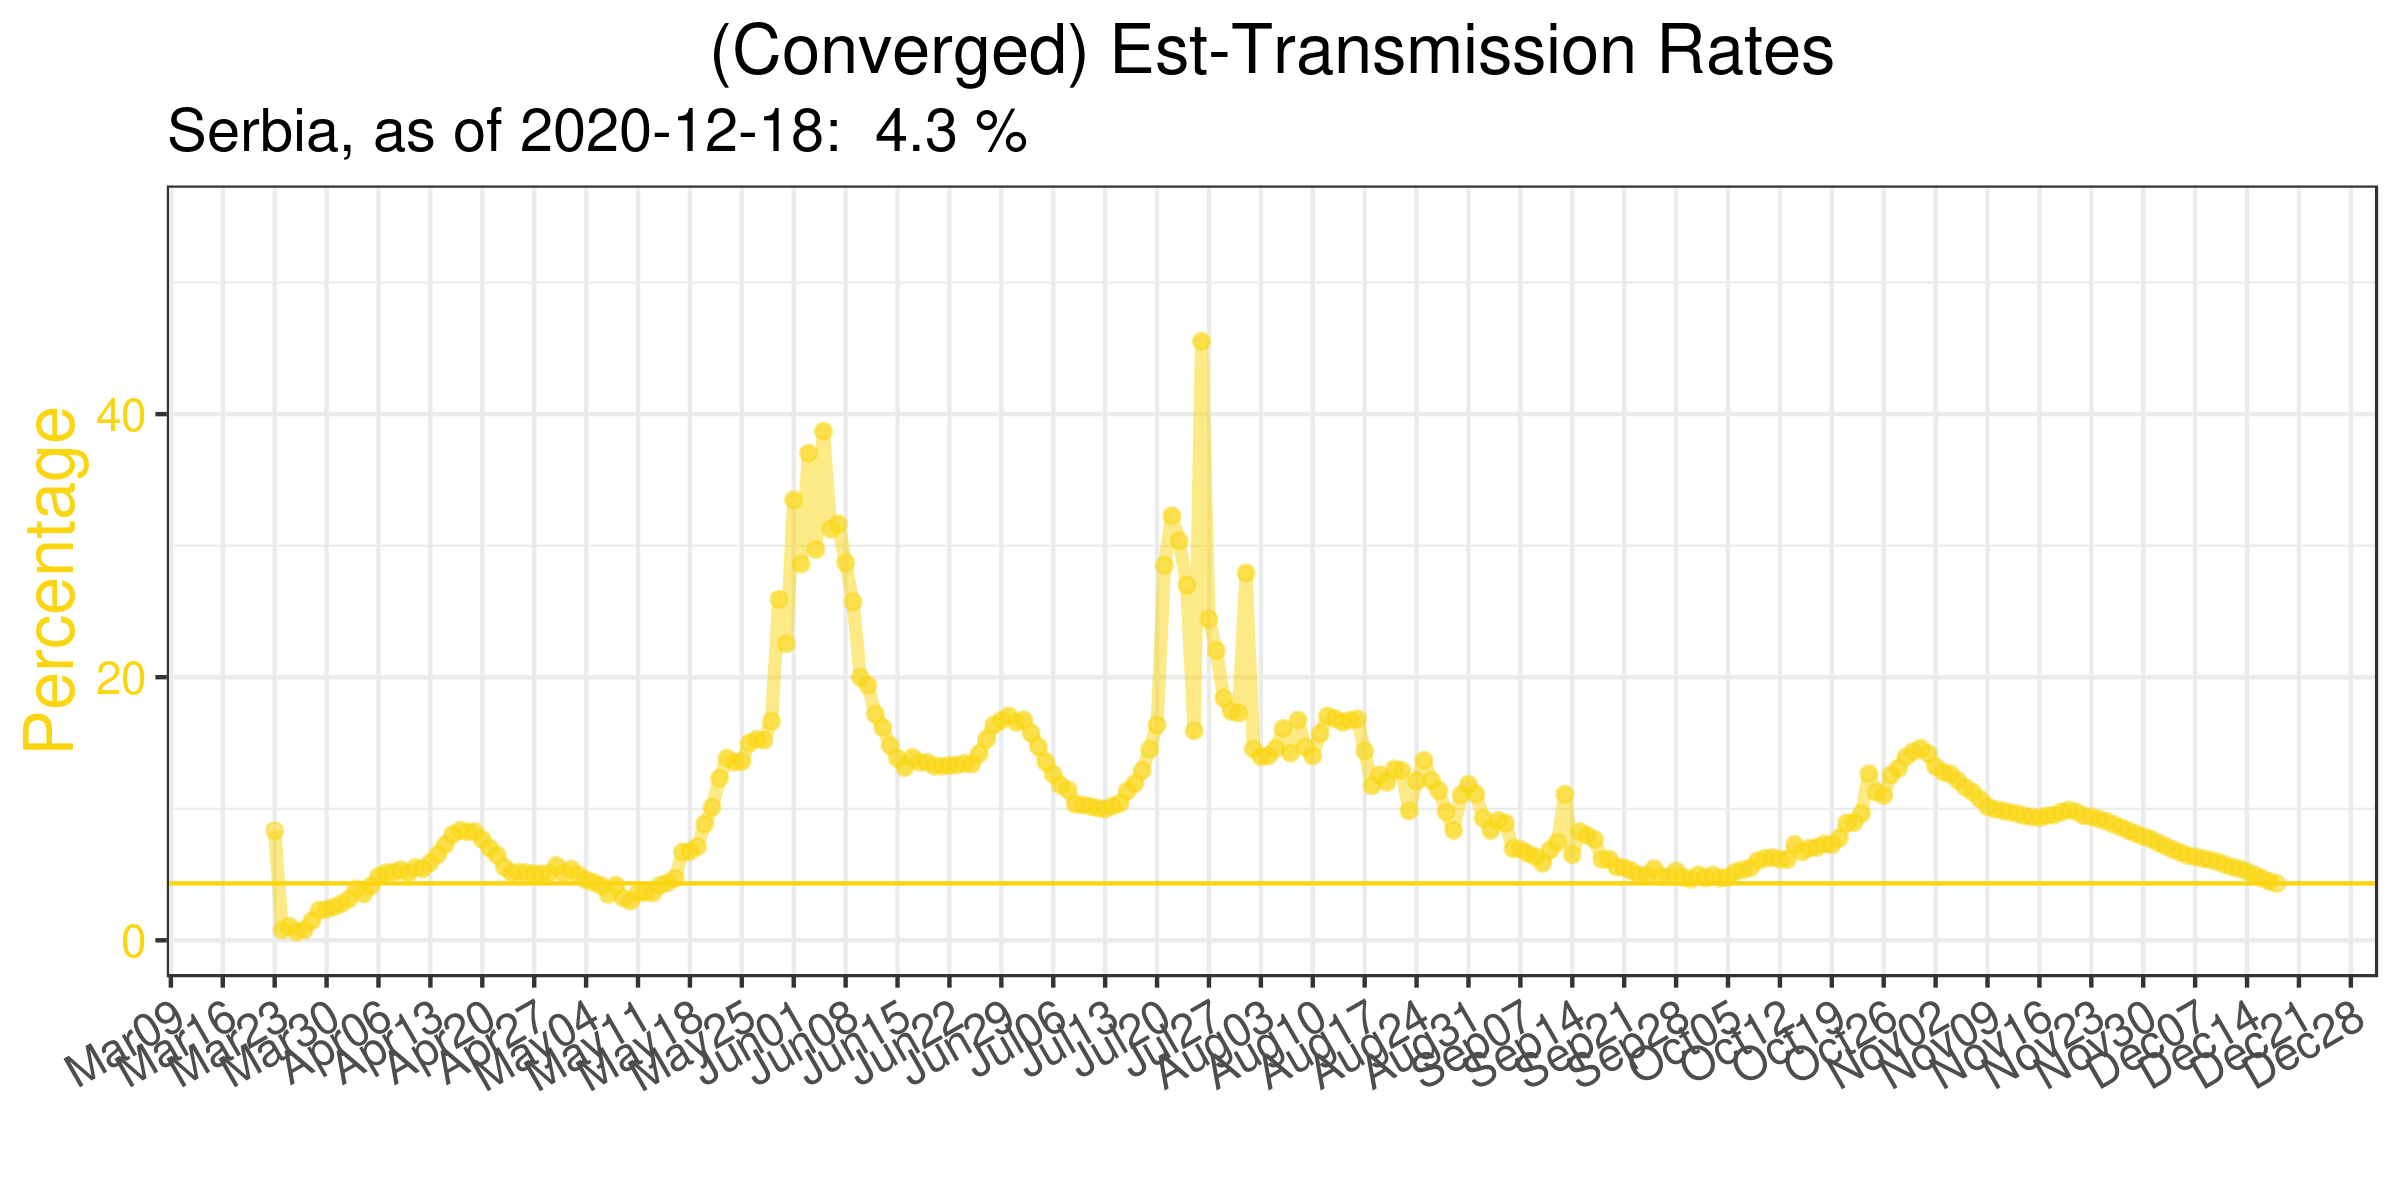 (Converged) Est-Transmission Rates
Serbia, as of 2020-12-18:  4.3 %
Percentage
40
20
0
Mar09
Mar16
Mar23
Mar30
Apr06
Apr13
Apr20
Apr27
May04
May11
May18
May25
Jun01
Jun08
Jun15
Jun22
Jun29
Jul06
Jul13
Jul20
Jul27
Aug03
Aug10
Aug17
Aug24
Aug31
Sep07
Sep14
Sep21
Sep28
Oct05
Oct12
Oct19
Oct26
Nov02
Nov09
Nov16
Nov23
Nov30
Dec07
Dec14
Dec21
Dec28